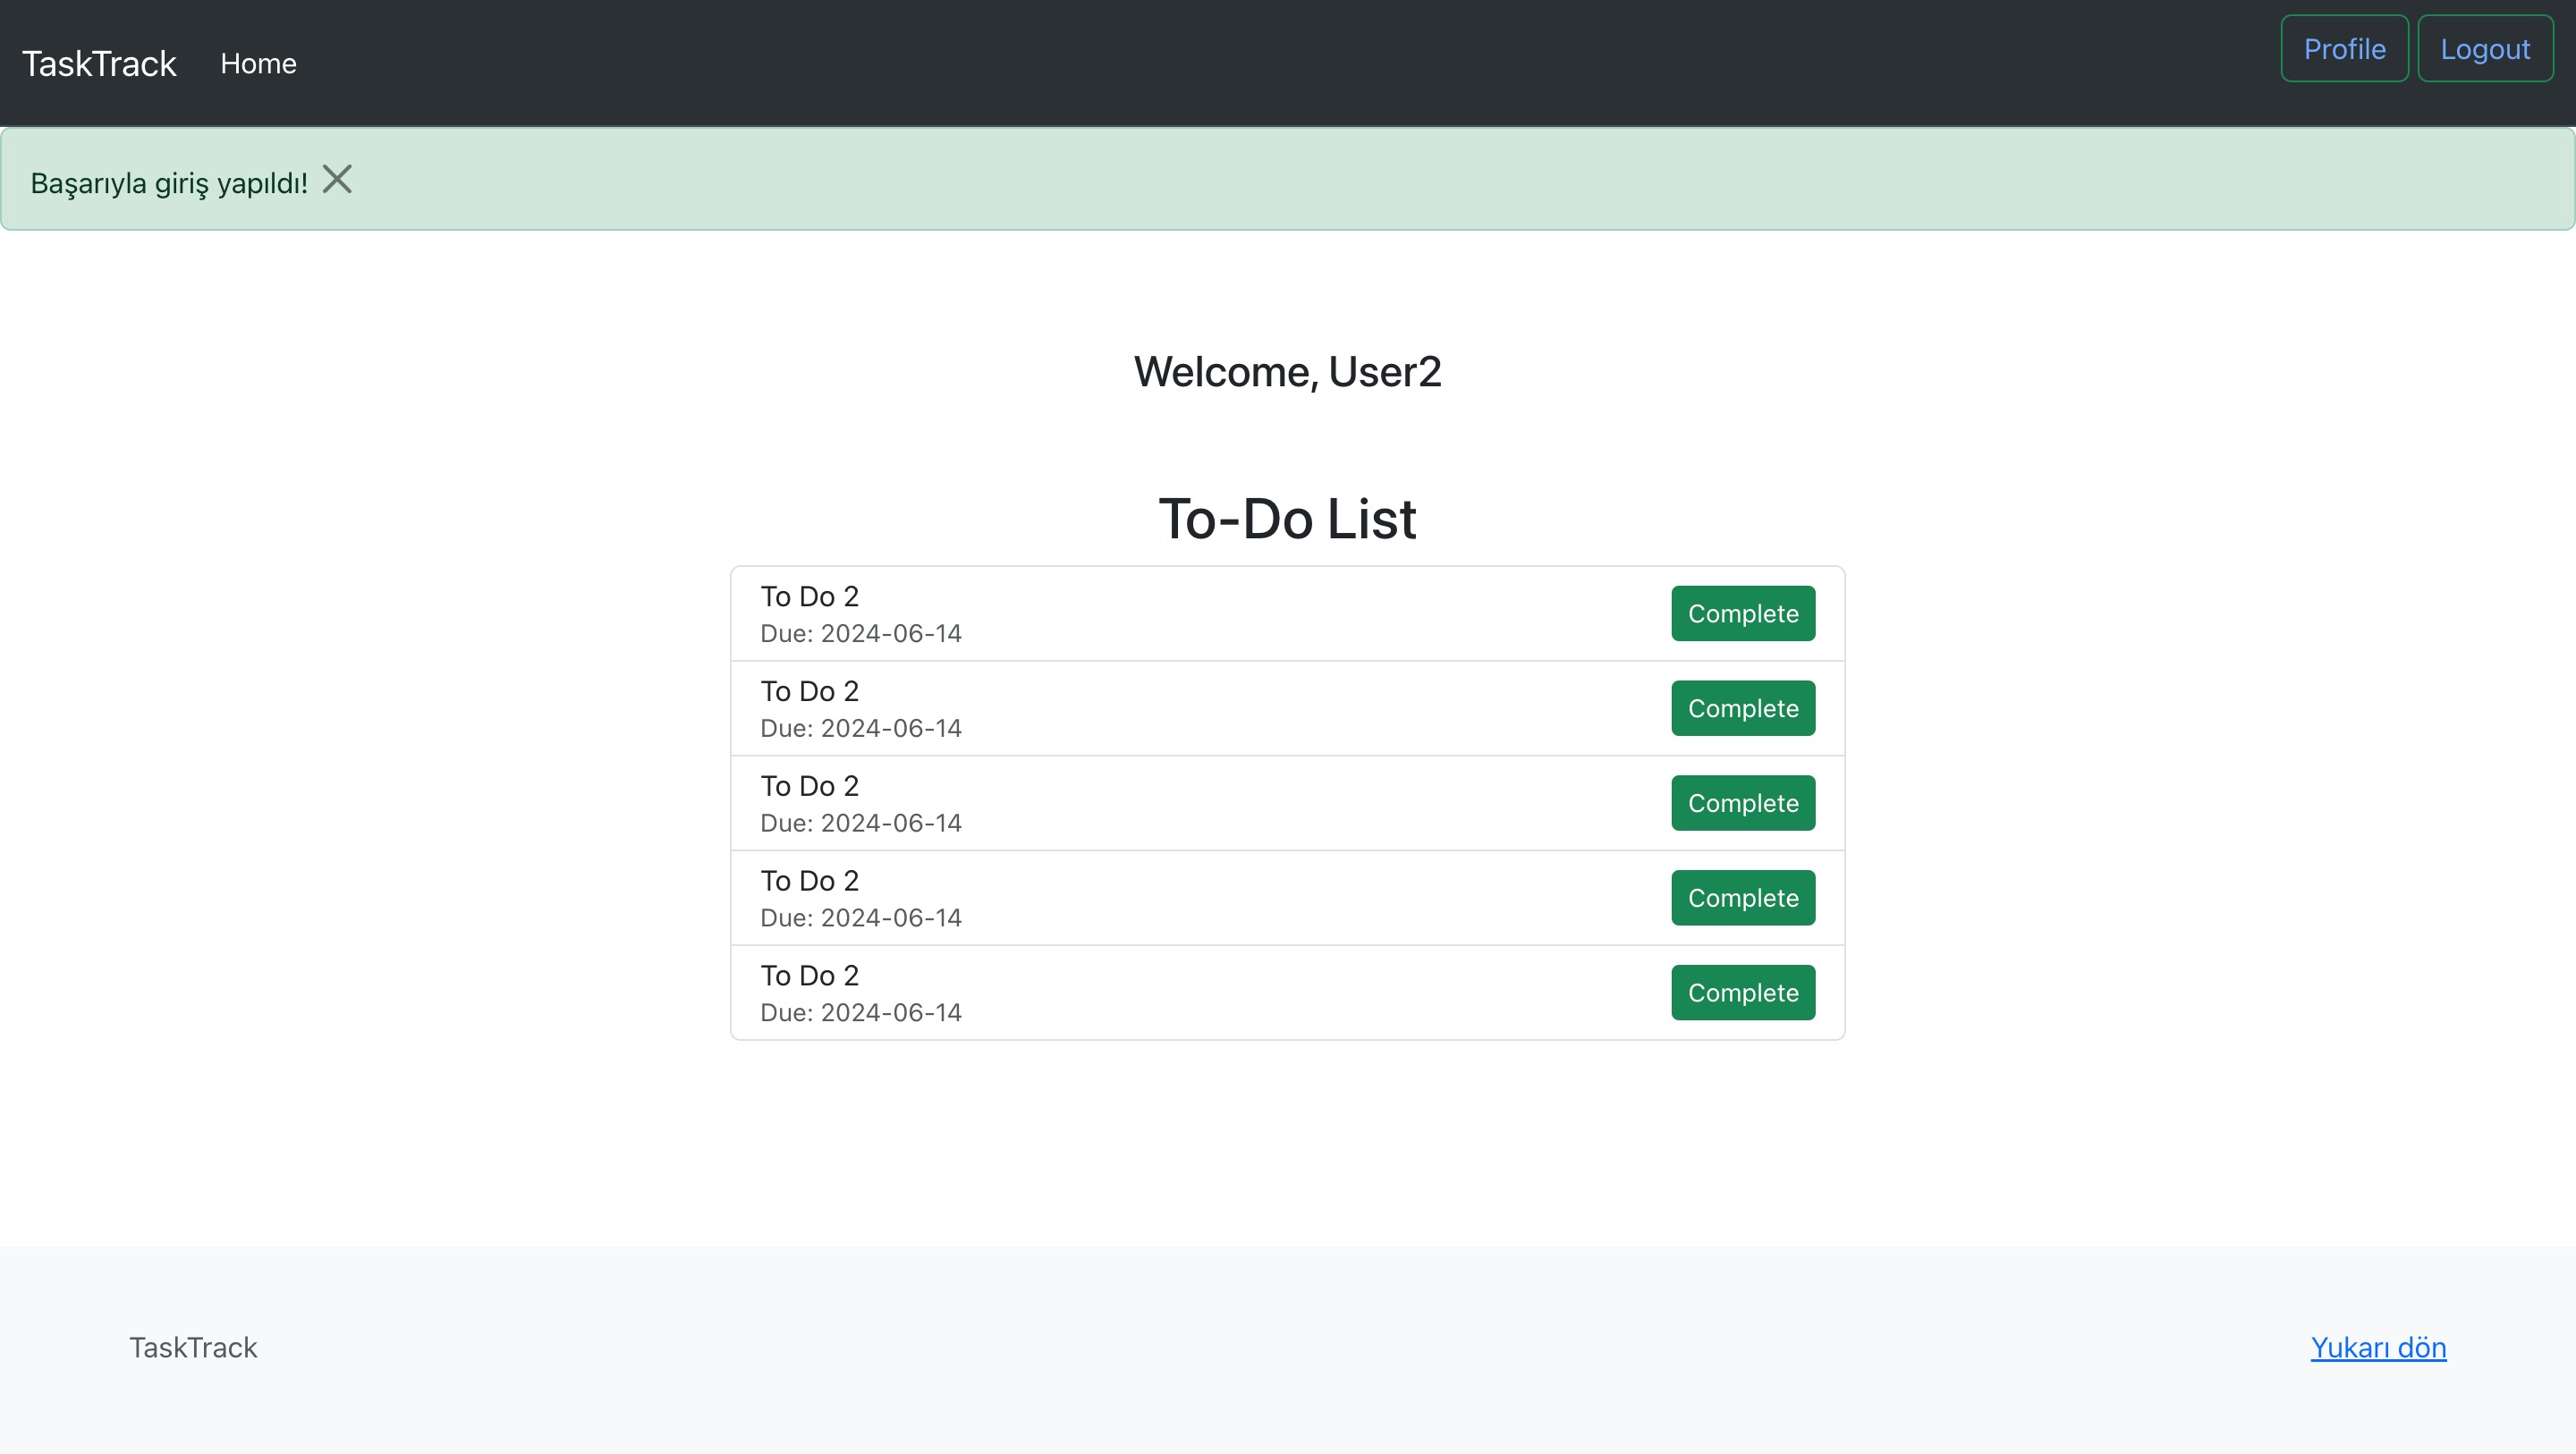 TaskTrack Home Profile Logout
Başarıyla giriş yapıldı!
Welcome, User2
To-Do List
To Do 2
Due: 2024-06-14
Complete
To Do 2
Due: 2024-06-14
Complete
To Do 2
Due: 2024-06-14
Complete
To Do 2
Due: 2024-06-14
Complete
To Do 2
Due: 2024-06-14
Complete
TaskTrack Yukarı dön